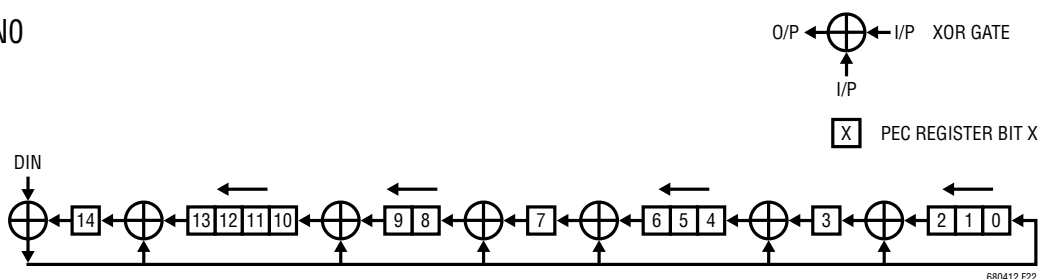 O/P I/P XOR GATE
I/P
X PEC REGISTER BIT X
DIN
14 13 12 11 10 9 8 7 6 5 4 3 2 1 0
680412 F22